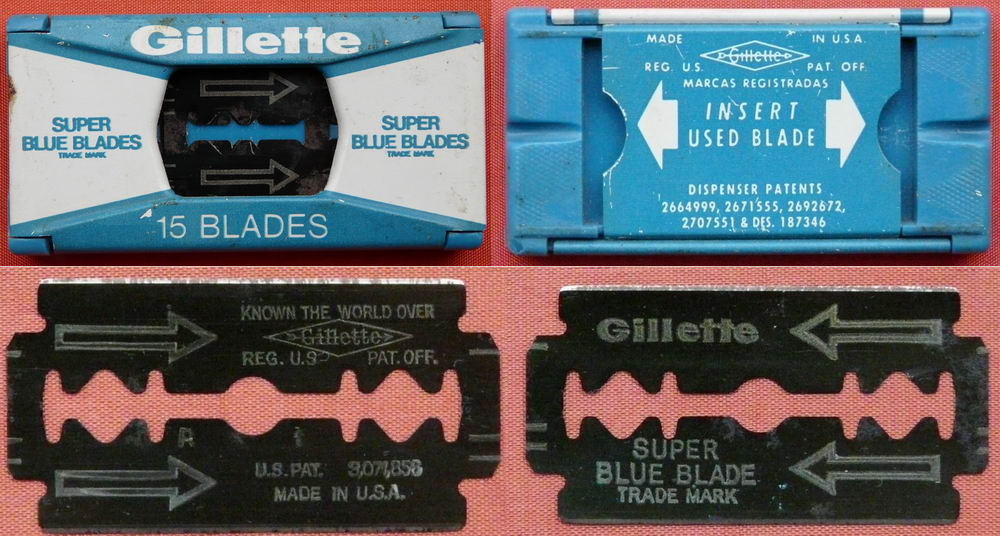 Gillette
SUPER
BLUE BLADES
TRADE MARK
SUPER
BLUE BLADES
TRADE MARK
15 BLADES
MADE IN U.S.A.
Gillette
REG. U.S. PAT. OFF.
MARCAS REGISTRADAS
INSERT
USED BLADE
DISPENSER PATENTS
2664999, 2671555, 2692672,
2707551 & DES. 187346
KNOWN THE WORLD OVER
Gillette
REG. U.S. PAT. OFF.
R
U.S. PAT. 3,071,856
MADE IN U.S.A.
Gillette
SUPER
BLUE BLADE
TRADE MARK